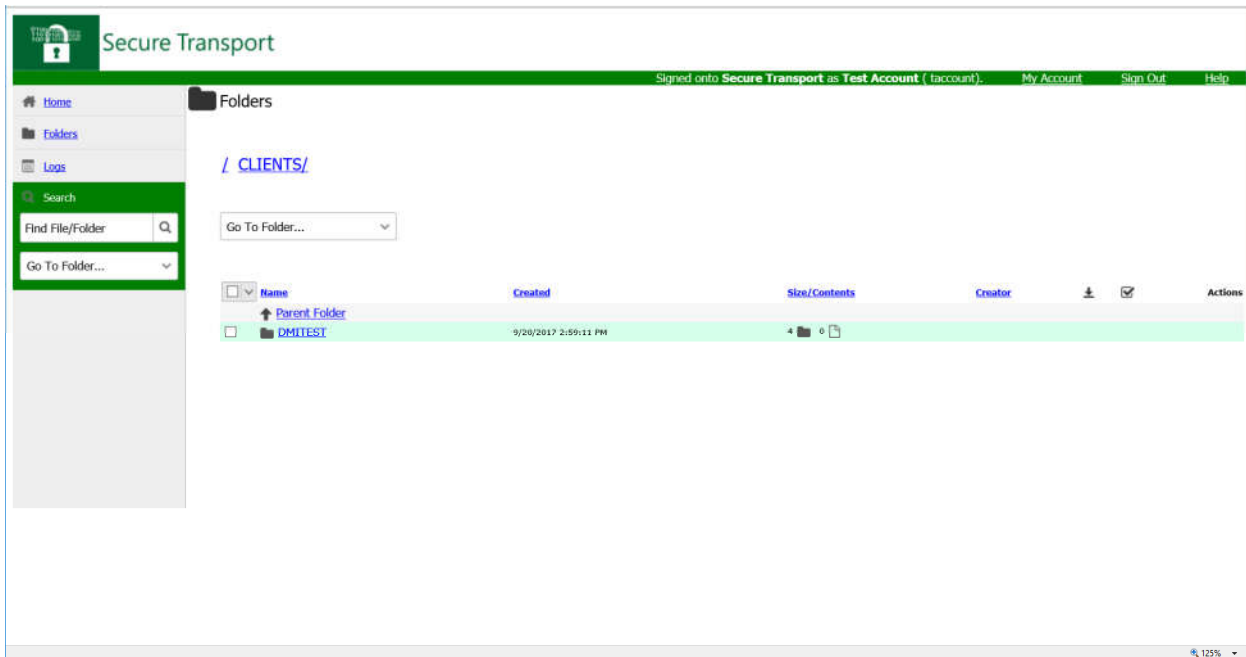 Secure Transport
Signed onto Secure Transport as Test Account ( taccount). My Account Sign Out Help
Home
Folders
Logs
Search
Find File/Folder
Go To Folder...
Folders
/ CLIENTS/
Go To Folder...
Name Created Size/Contents Creator Actions
Parent Folder
DMITEST 9/20/2017 2:59:11 PM 4 0
125%